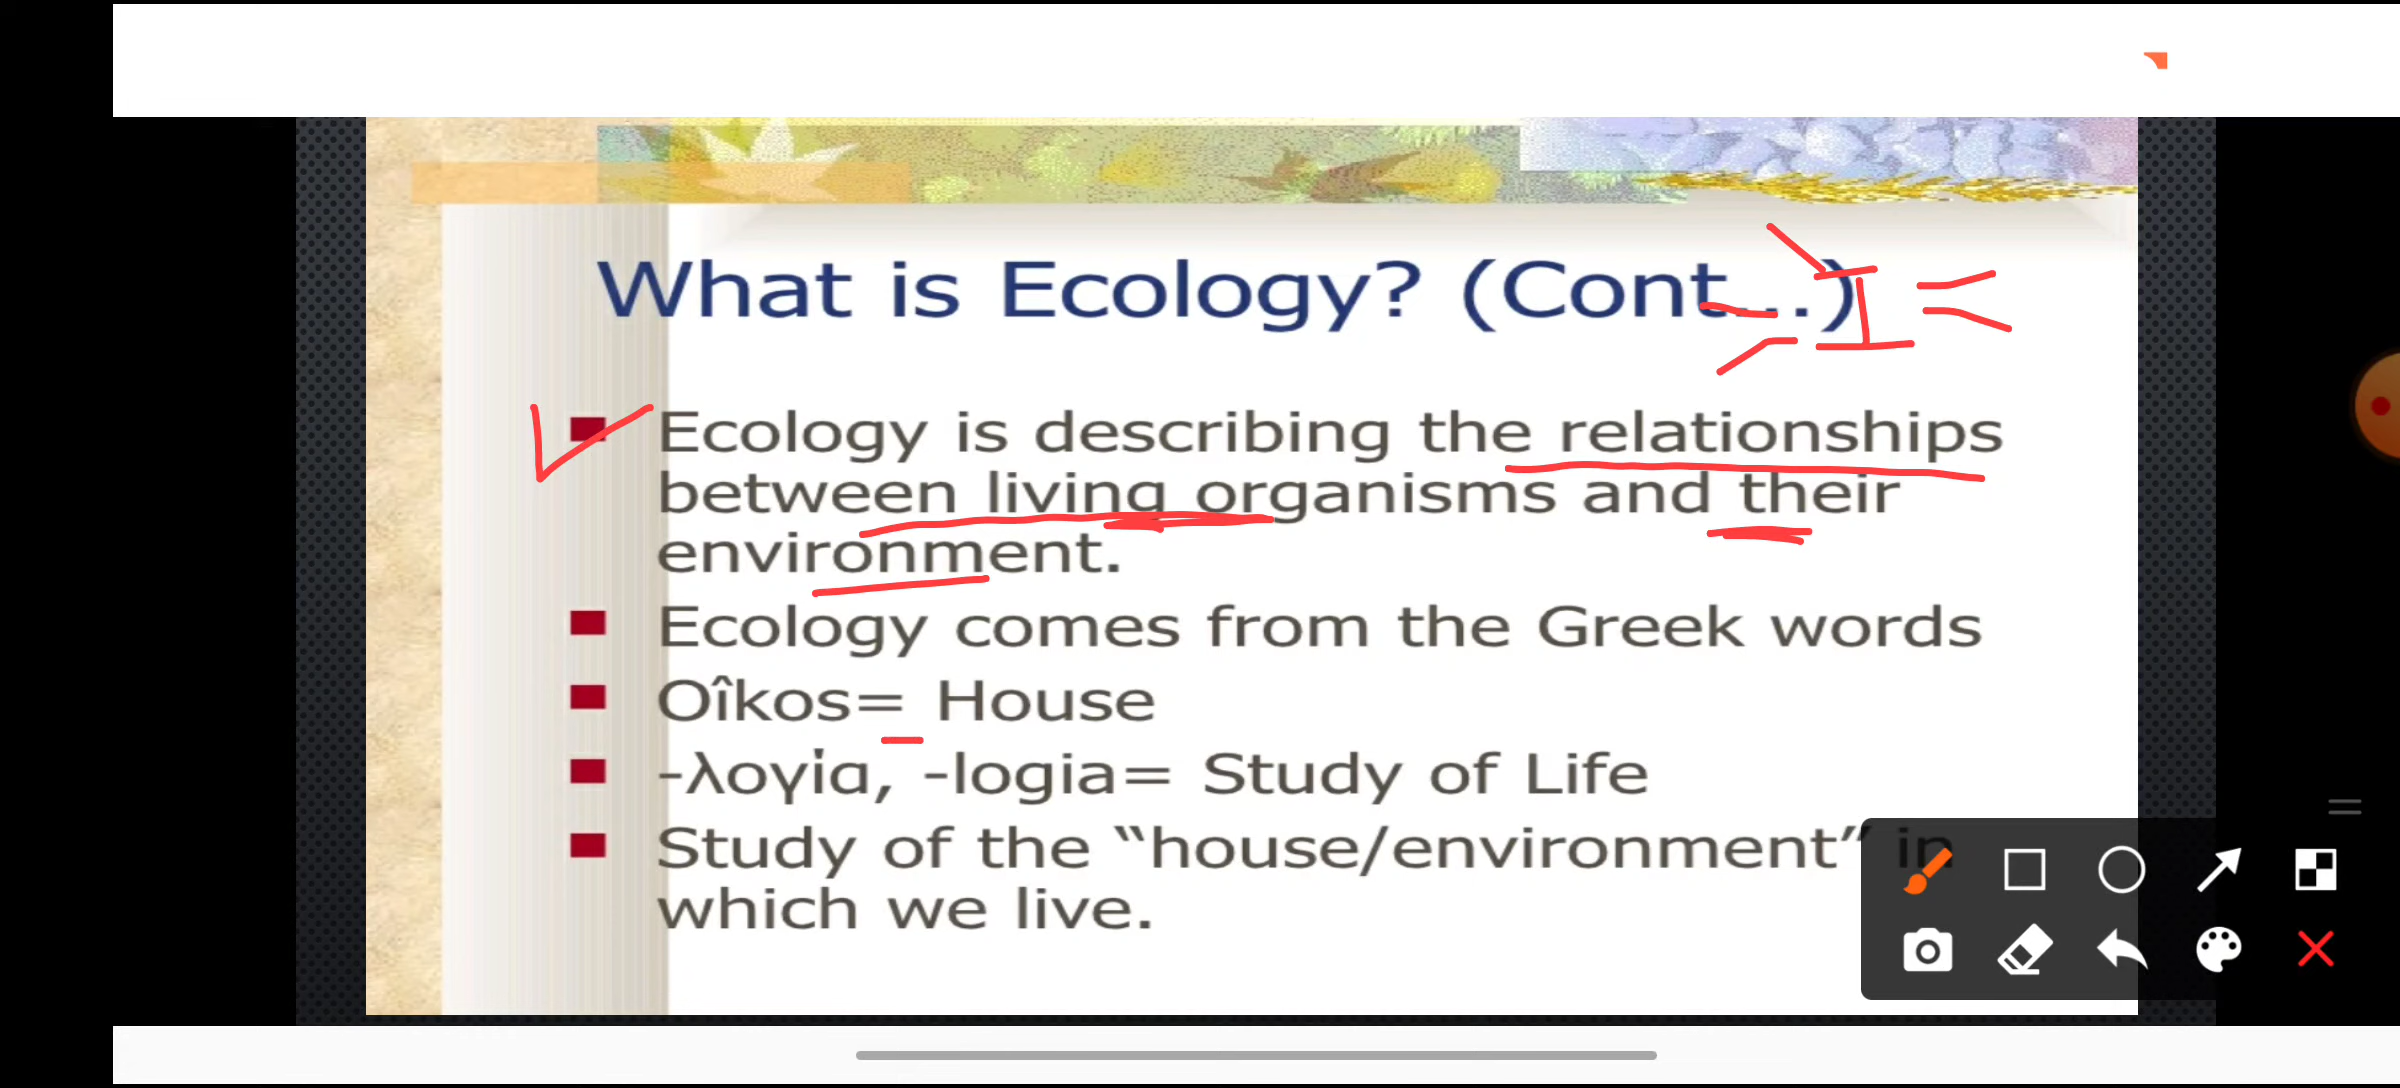 What is Ecology? (Cont...)
Ecology is describing the relationships
between living organisms and their
environment.
Ecology comes from the Greek words
Oîkos= House
-λογία, -logia= Study of Life
Study of the “house/environment” in
which we live.